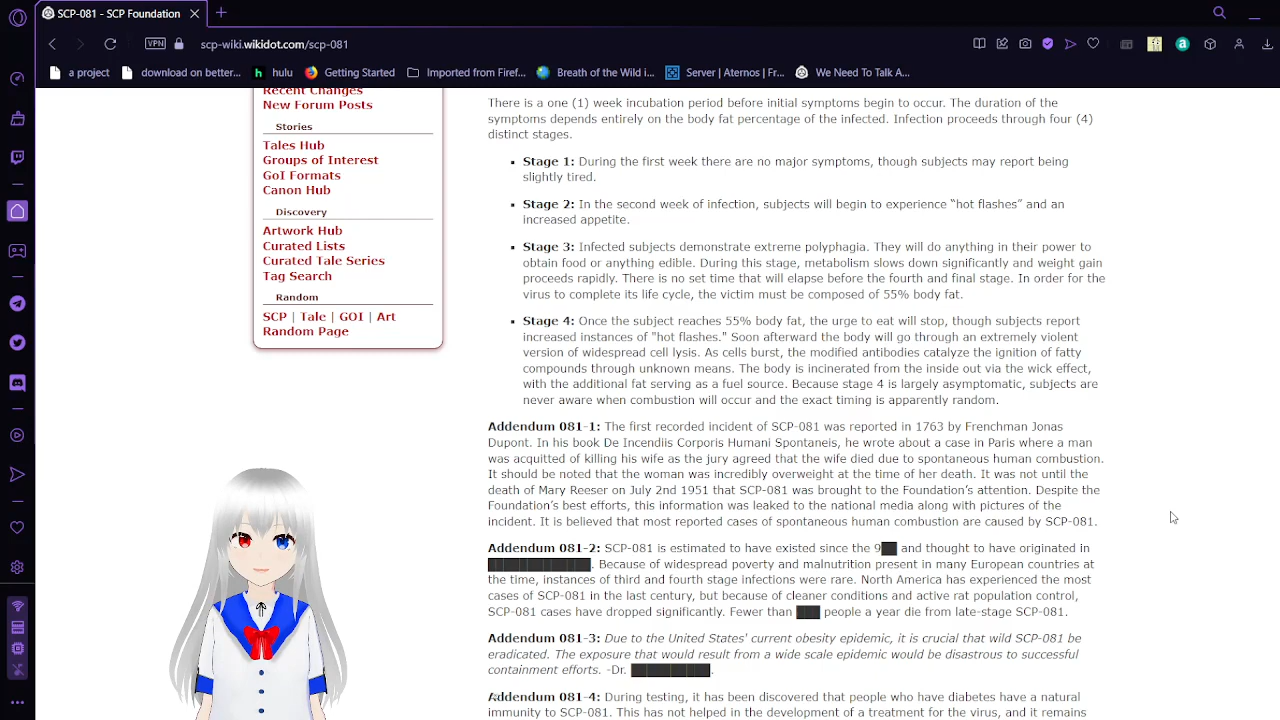 SCP-081 - SCP Foundation
VPN
scp-wiki.wikidot.com/scp-081
a project
download on better...
hulu
Getting Started
Imported from Firef...
Breath of the Wild i...
Server | Aternos | Fr...
We Need To Talk A...
Recent Changes
New Forum Posts
Stories
Tales Hub
Groups of Interest
GoI Formats
Canon Hub
Discovery
Artwork Hub
Curated Lists
Curated Tale Series
Tag Search
Random
SCP | Tale | GOI | Art
Random Page
There is a one (1) week incubation period before initial symptoms begin to occur. The duration of the
symptoms depends entirely on the body fat percentage of the infected. Infection proceeds through four (4)
distinct stages.
Stage 1: During the first week there are no major symptoms, though subjects may report being
slightly tired.
Stage 2: In the second week of infection, subjects will begin to experience “hot flashes” and an
increased appetite.
Stage 3: Infected subjects demonstrate extreme polyphagia. They will do anything in their power to
obtain food or anything edible. During this stage, metabolism slows down significantly and weight gain
proceeds rapidly. There is no set time that will elapse before the fourth and final stage. In order for the
virus to complete its life cycle, the victim must be composed of 55% body fat.
Stage 4: Once the subject reaches 55% body fat, the urge to eat will stop, though subjects report
increased instances of "hot flashes." Soon afterward the body will go through an extremely violent
version of widespread cell lysis. As cells burst, the modified antibodies catalyze the ignition of fatty
compounds through unknown means. The body is incinerated from the inside out via the wick effect,
with the additional fat serving as a fuel source. Because stage 4 is largely asymptomatic, subjects are
never aware when combustion will occur and the exact timing is apparently random.
Addendum 081-1: The first recorded incident of SCP-081 was reported in 1763 by Frenchman Jonas
Dupont. In his book De Incendiis Corporis Humani Spontaneis, he wrote about a case in Paris where a man
was acquitted of killing his wife as the jury agreed that the wife died due to spontaneous human combustion.
It should be noted that the woman was incredibly overweight at the time of her death. It was not until the
death of Mary Reeser on July 2nd 1951 that SCP-081 was brought to the Foundation’s attention. Despite the
Foundation’s best efforts, this information was leaked to the national media along with pictures of the
incident. It is believed that most reported cases of spontaneous human combustion are caused by SCP-081.
Addendum 081-2: SCP-081 is estimated to have existed since the 9██ and thought to have originated in
███████████. Because of widespread poverty and malnutrition present in many European countries at
the time, instances of third and fourth stage infections were rare. North America has experienced the most
cases of SCP-081 in the last century, but because of cleaner conditions and active rat population control,
SCP-081 cases have dropped significantly. Fewer than ███ people a year die from late-stage SCP-081.
Addendum 081-3: Due to the United States' current obesity epidemic, it is crucial that wild SCP-081 be
eradicated. The exposure that would result from a wide scale epidemic would be disastrous to successful
containment efforts. -Dr. ████████.
Addendum 081-4: During testing, it has been discovered that people who have diabetes have a natural
immunity to SCP-081. This has not helped in the development of a treatment for the virus, and it remains